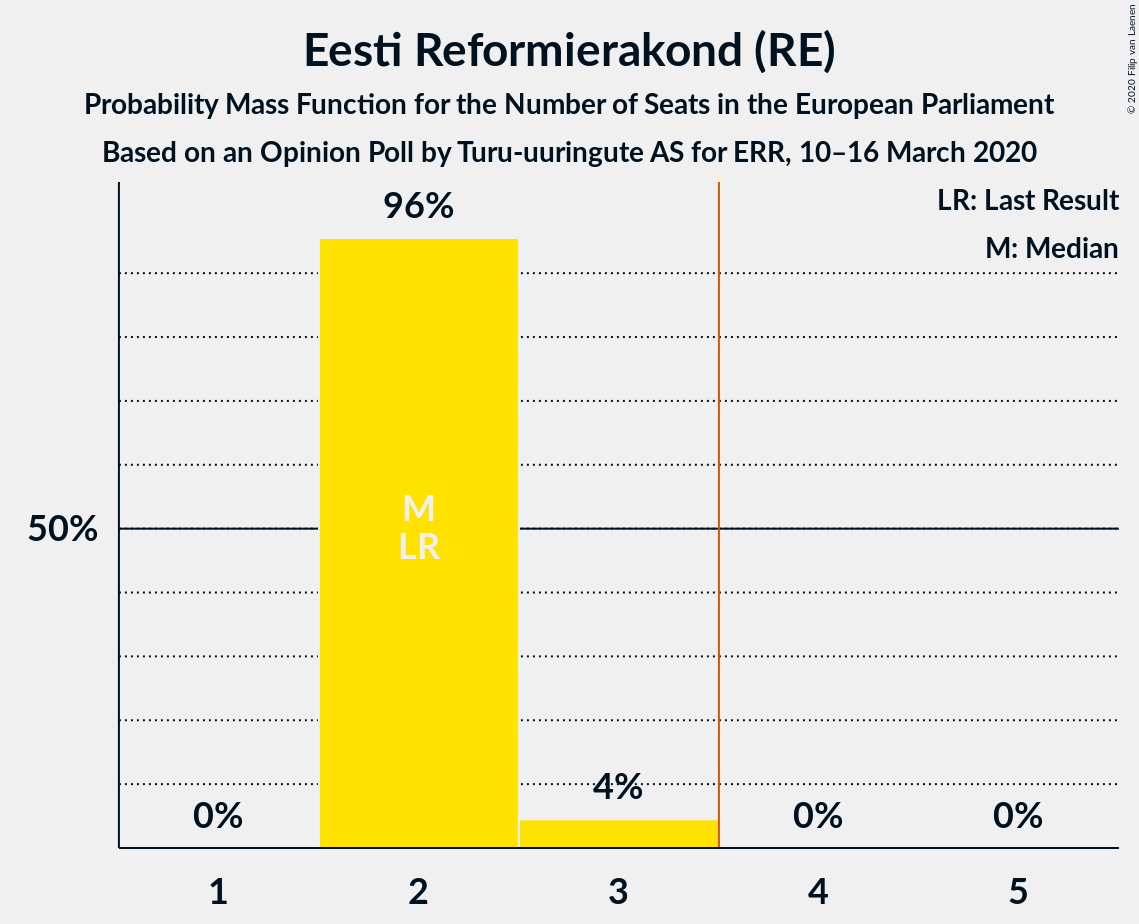 Eesti Reformierakond (RE)
Probability Mass Function for the Number of Seats in the European Parliament
Based on an Opinion Poll by Turu-uuringute AS for ERR, 10–16 March 2020
© 2020 Filip van Laenen
LR: Last Result
M: Median
96%
50%
M
LR
0%
4%
0%
0%
1
2
3
4
5